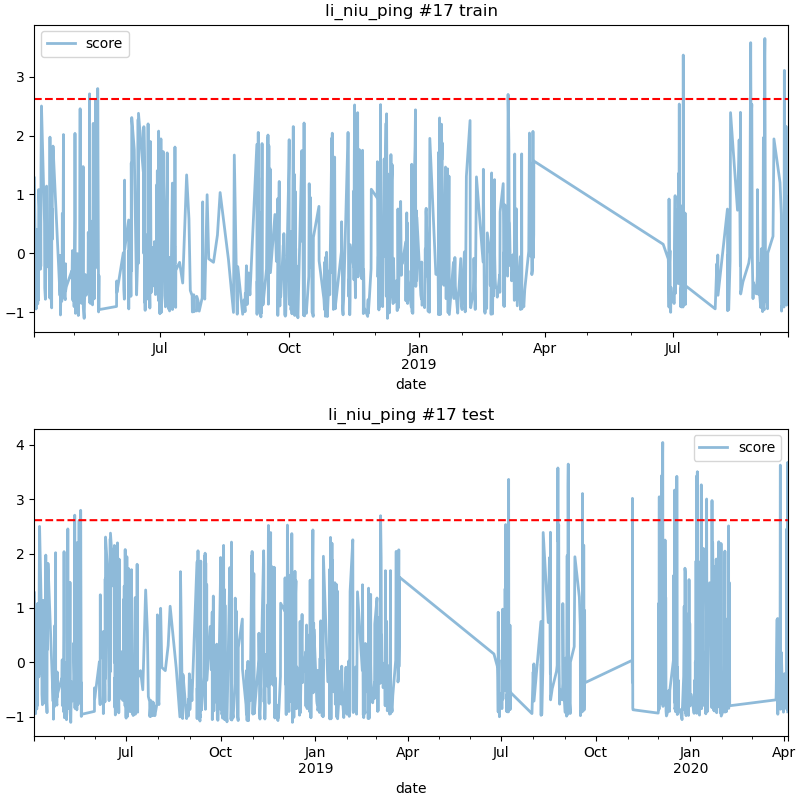 li_niu_ping #17 train
score
3
2
1
0
−1
Jul Oct Jan Apr Jul
2019
date
li_niu_ping #17 test
score
4
3
2
1
0
−1
Jul Oct Jan Apr Jul Oct Jan Apr
2019 2020
date